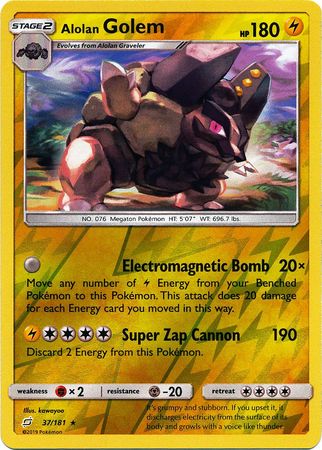 STAGE2
Alolan Golem
HP 180
Evolves from Alolan Graveler
NO. 076 Megaton Pokémon HT: 5'07" WT: 696.7 lbs.
Electromagnetic Bomb 20×
Move any number of Energy from your Benched
Pokémon to this Pokémon. This attack does 20 damage
for each Energy card you moved in this way.
Super Zap Cannon 190
Discard 2 Energy from this Pokémon.
weakness × 2 resistance -20 retreat
Illus. kawayoo
37/181 ★
©2019 Pokémon
It's grumpy and stubborn. If you upset it, it
discharges electricity from the surface of its
body and growls with a voice like thunder.